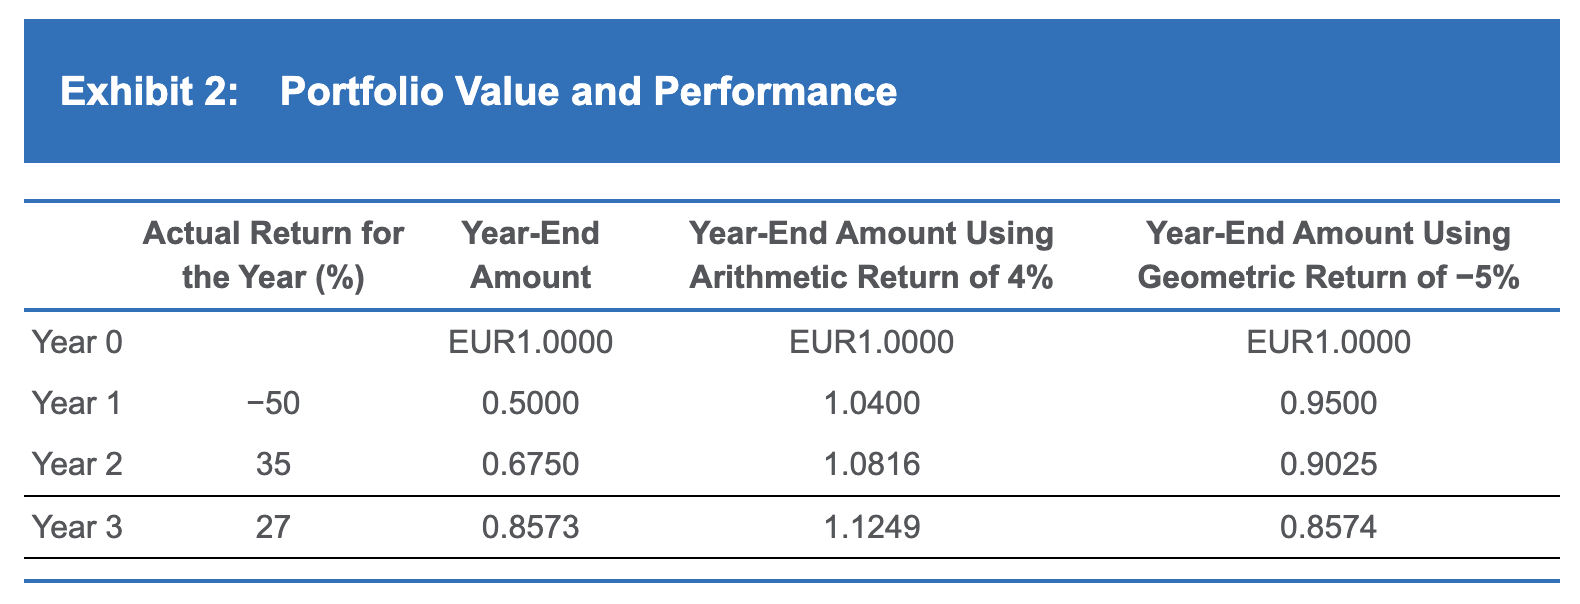 Exhibit 2: Portfolio Value and Performance
Actual Return for the Year (%) Year-End Amount Year-End Amount Using Arithmetic Return of 4% Year-End Amount Using Geometric Return of −5%
Year 0 EUR1.0000 EUR1.0000 EUR1.0000
Year 1 −50 0.5000 1.0400 0.9500
Year 2 35 0.6750 1.0816 0.9025
Year 3 27 0.8573 1.1249 0.8574